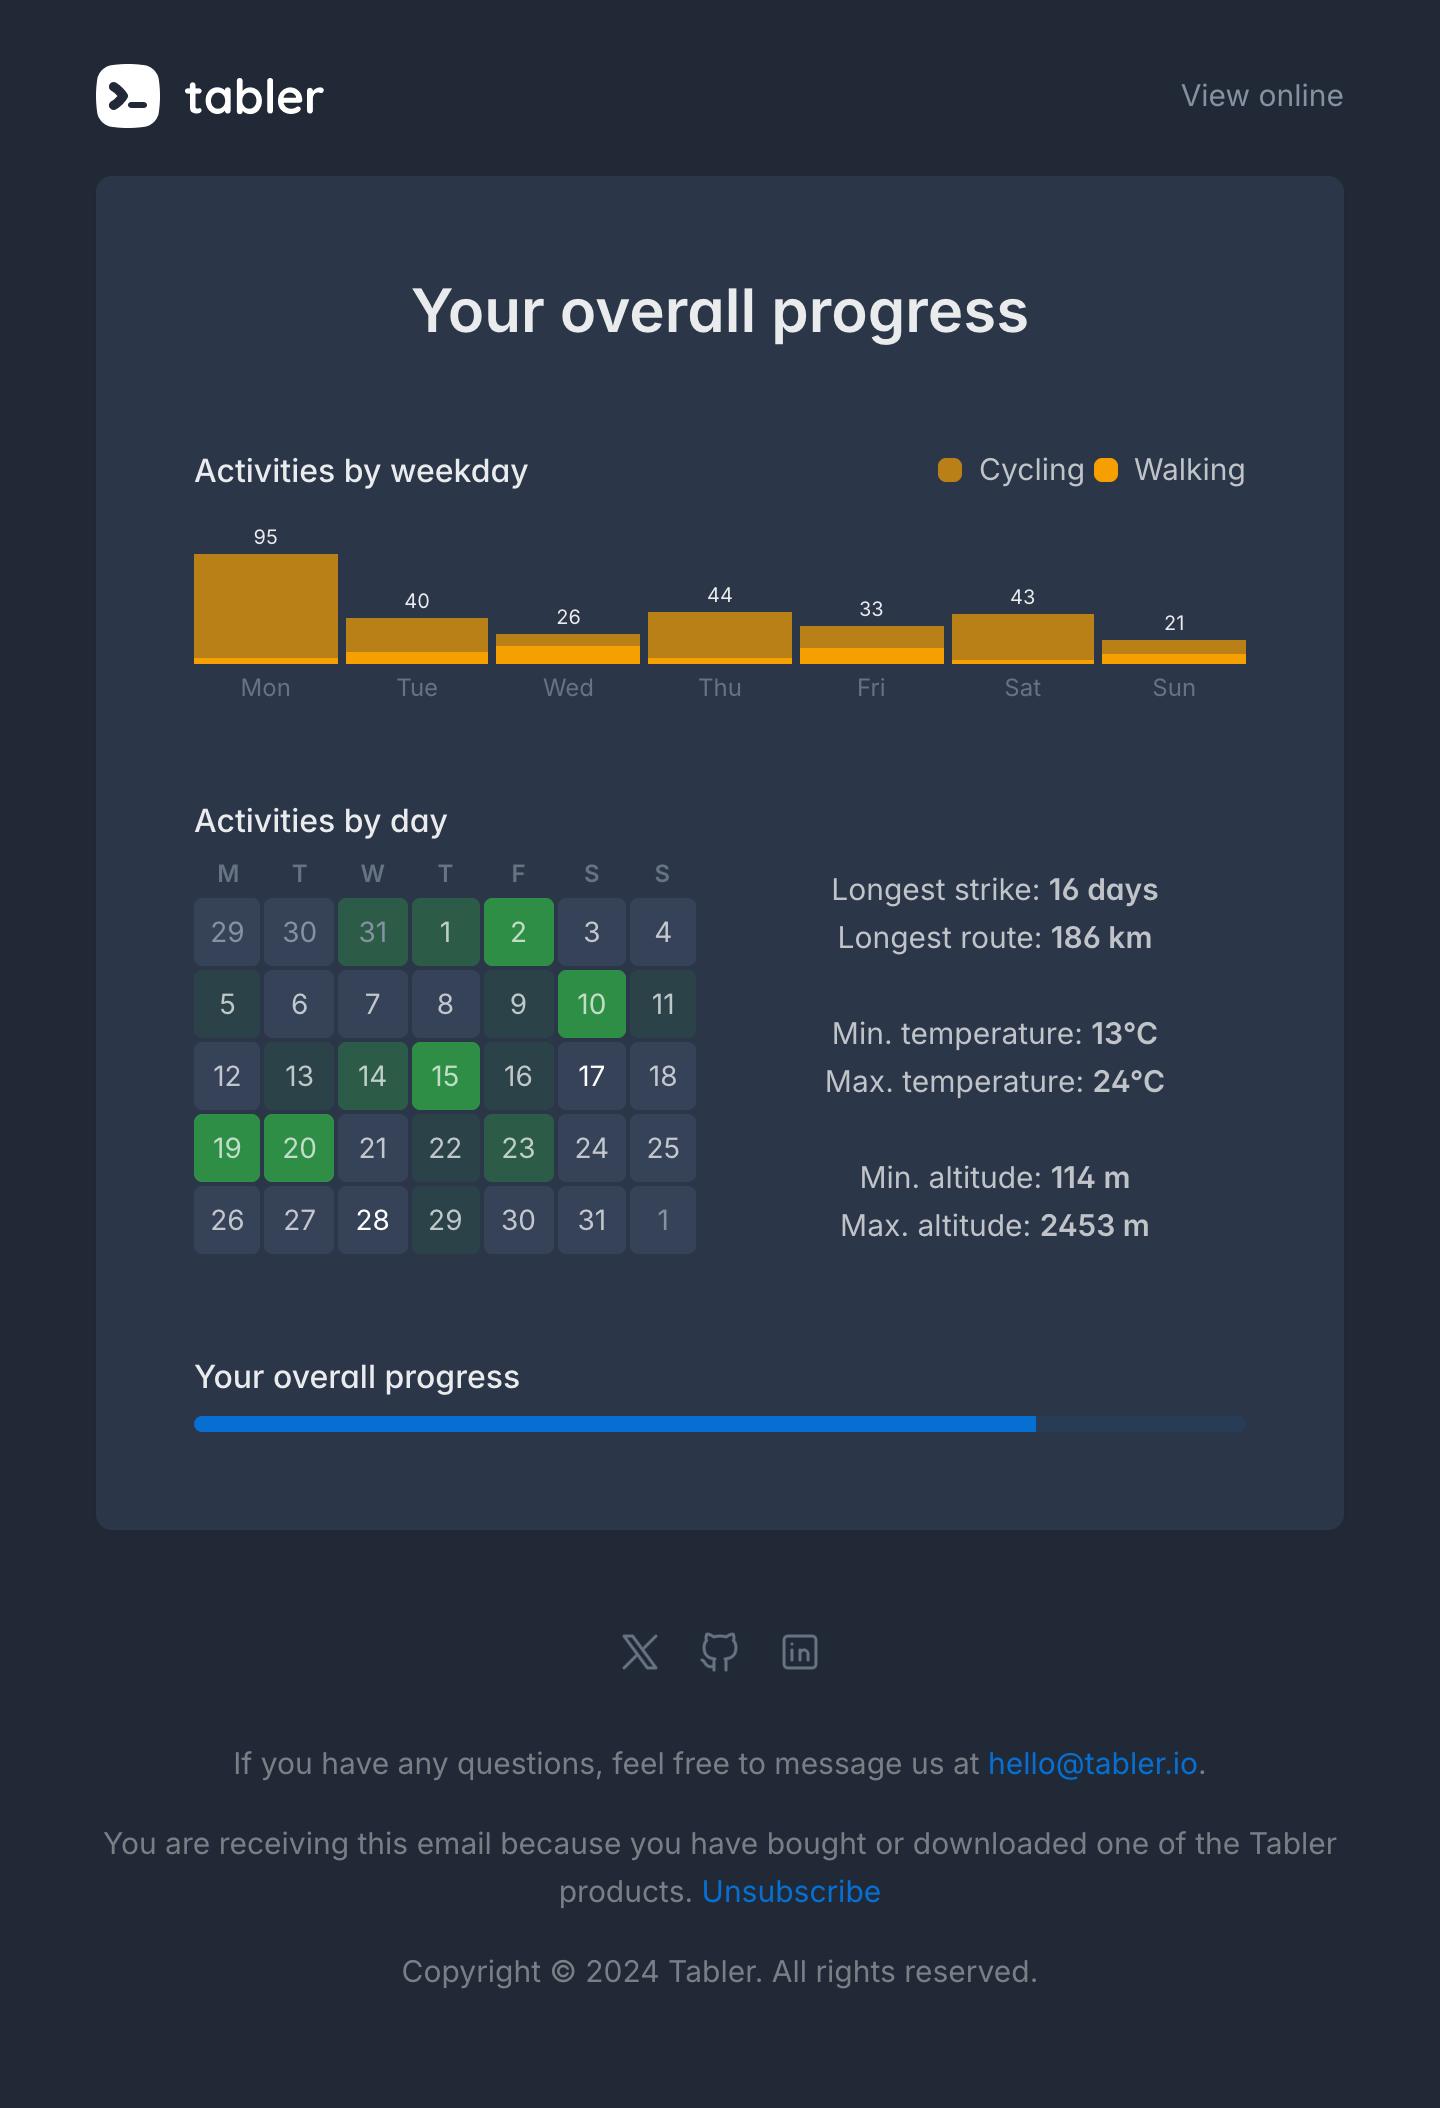 tabler
View online
Your overall progress
Activities by weekday
Cycling Walking
95 40 26 44 33 43 21
Mon Tue Wed Thu Fri Sat Sun
Activities by day
M T W T F S S
29 30 31 1 2 3 4
5 6 7 8 9 10 11
12 13 14 15 16 17 18
19 20 21 22 23 24 25
26 27 28 29 30 31 1
Longest strike: 16 days
Longest route: 186 km
Min. temperature: 13°C
Max. temperature: 24°C
Min. altitude: 114 m
Max. altitude: 2453 m
Your overall progress
If you have any questions, feel free to message us at hello@tabler.io.
You are receiving this email because you have bought or downloaded one of the Tabler
products. Unsubscribe
Copyright © 2024 Tabler. All rights reserved.